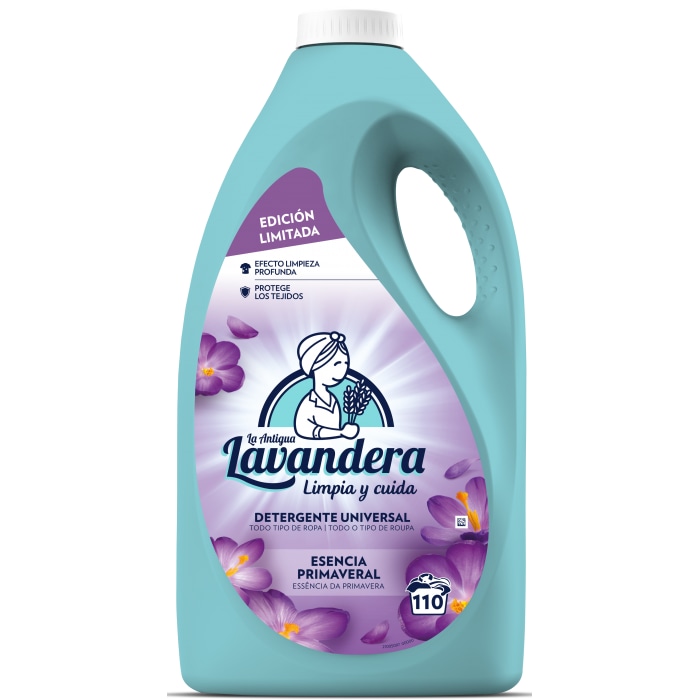 EDICIÓN
LIMITADA
EFECTO LIMPIEZA
PROFUNDA
PROTEGE
LOS TEJIDOS
La Antigua
Lavandera
Limpia y cuida
DETERGENTE UNIVERSAL
TODO TIPO DE ROPA | TODO O TIPO DE ROUPA
ESENCIA
PRIMAVERAL
ESSÊNCIA DA PRIMAVERA
110